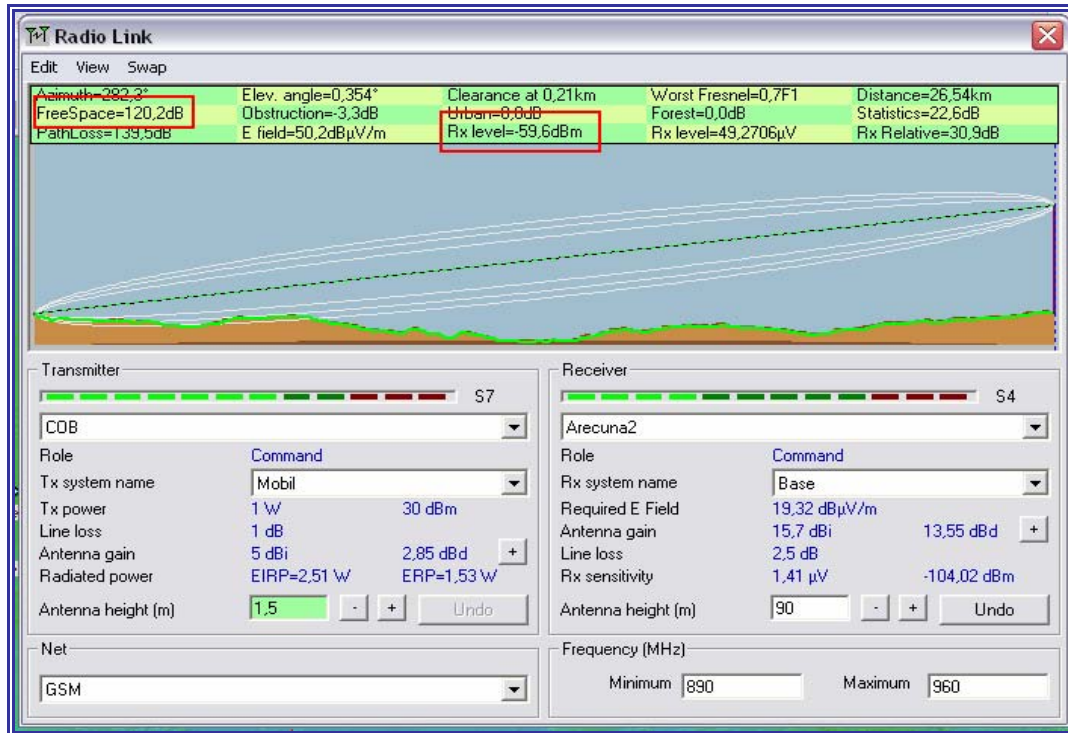 Radio Link
Edit View Swap
Azimuth=282,3° Elev. angle=0,354° Clearance at 0,21km Worst Fresnel=0,7F1 Distance=26,54km
FreeSpace=120,2dB Obstruction=-3,3dB Urban=0,0dB Forest=0,0dB Statistics=22,6dB
PathLoss=139,5dB E field=50,2dBµV/m Rx level=-59,6dBm Rx level=49,2706µV Rx Relative=30,9dB
Transmitter
S7
COB
Role Command
Tx system name Mobil
Tx power 1 W 30 dBm
Line loss 1 dB
Antenna gain 5 dBi 2,85 dBd +
Radiated power EIRP=2,51 W ERP=1,53 W
Antenna height (m) 1,5 - + Undo
Receiver
S4
Arecuna2
Role Command
Rx system name Base
Required E Field 19,32 dBµV/m
Antenna gain 15,7 dBi 13,55 dBd +
Line loss 2,5 dB
Rx sensitivity 1,41 µV -104,02 dBm
Antenna height (m) 90 - + Undo
Net
GSM
Frequency (MHz)
Minimum 890 Maximum 960